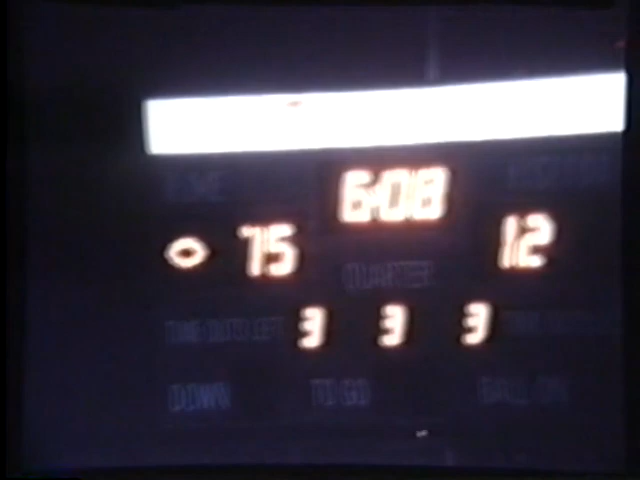 6:08
75 12
QUARTER
TIME OUTS LEFT 3 3 3
DOWN TO GO BALL ON